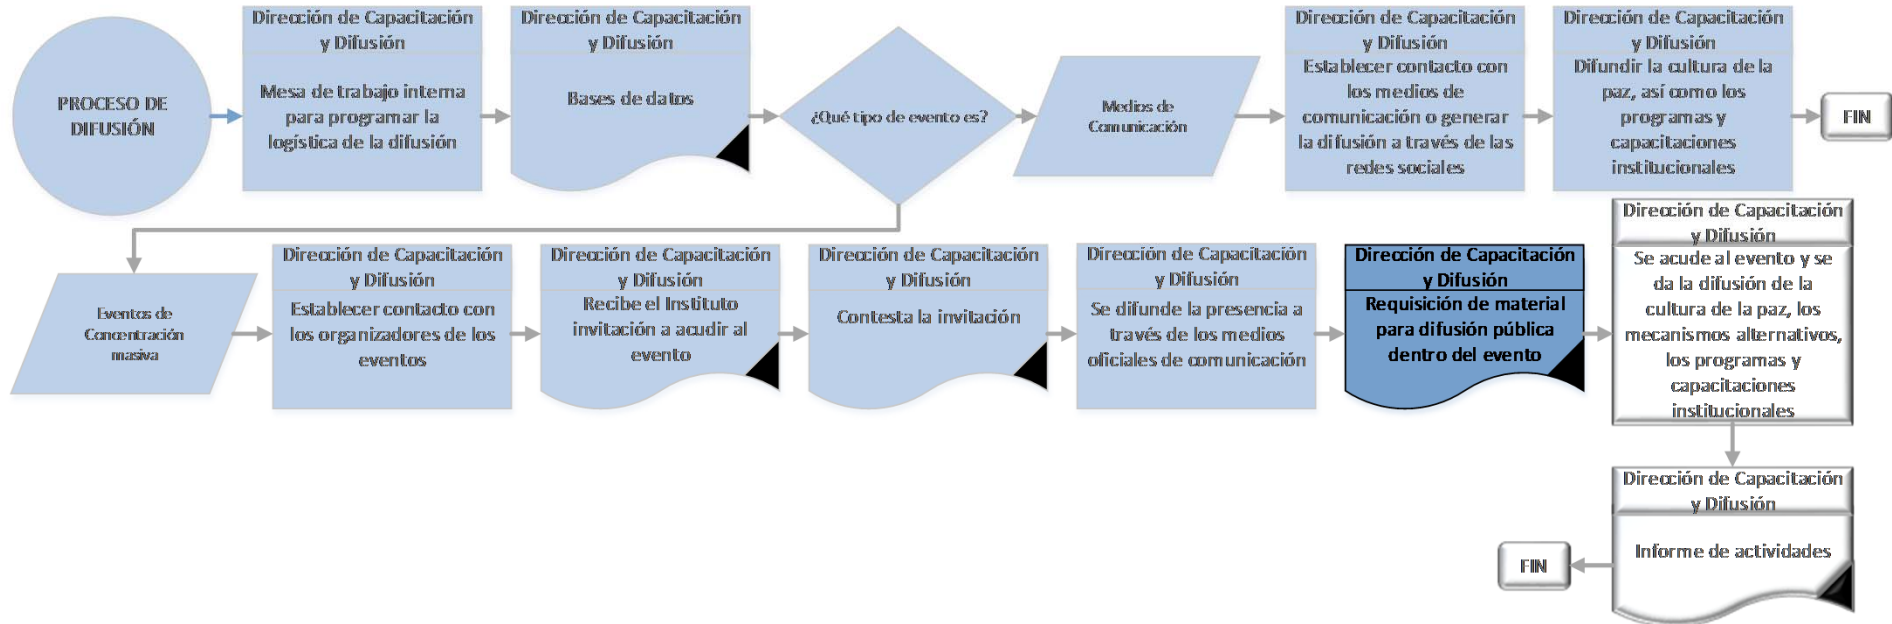 PROCESO DE
DIFUSIÓN
Dirección de Capacitación
y Difusión
Mesa de trabajo interna
para programar la
logística de la difusión
Dirección de Capacitación
y Difusión
Bases de datos
¿Qué tipo de evento es?
Medios de
Comunicación
Dirección de Capacitación
y Difusión
Establecer contacto con
los medios de
comunicación o generar
la difusión a través de las
redes sociales
Dirección de Capacitación
y Difusión
Difundir la cultura de la
paz, así como los
programas y
capacitaciones
institucionales
FIN
Eventos de
Concentración
masiva
Dirección de Capacitación
y Difusión
Establecer contacto con
los organizadores de los
eventos
Dirección de Capacitación
y Difusión
Recibe el Instituto
invitación a acudir al
evento
Dirección de Capacitación
y Difusión
Contesta la invitación
Dirección de Capacitación
y Difusión
Se difunde la presencia a
través de los medios
oficiales de comunicación
Dirección de Capacitación
y Difusión
Requisición de material
para difusión pública
dentro del evento
Dirección de Capacitación
y Difusión
Se acude al evento y se
da la difusión de la
cultura de la paz, los
mecanismos alternativos,
los programas y
capacitaciones
institucionales
Dirección de Capacitación
y Difusión
Informe de actividades
FIN